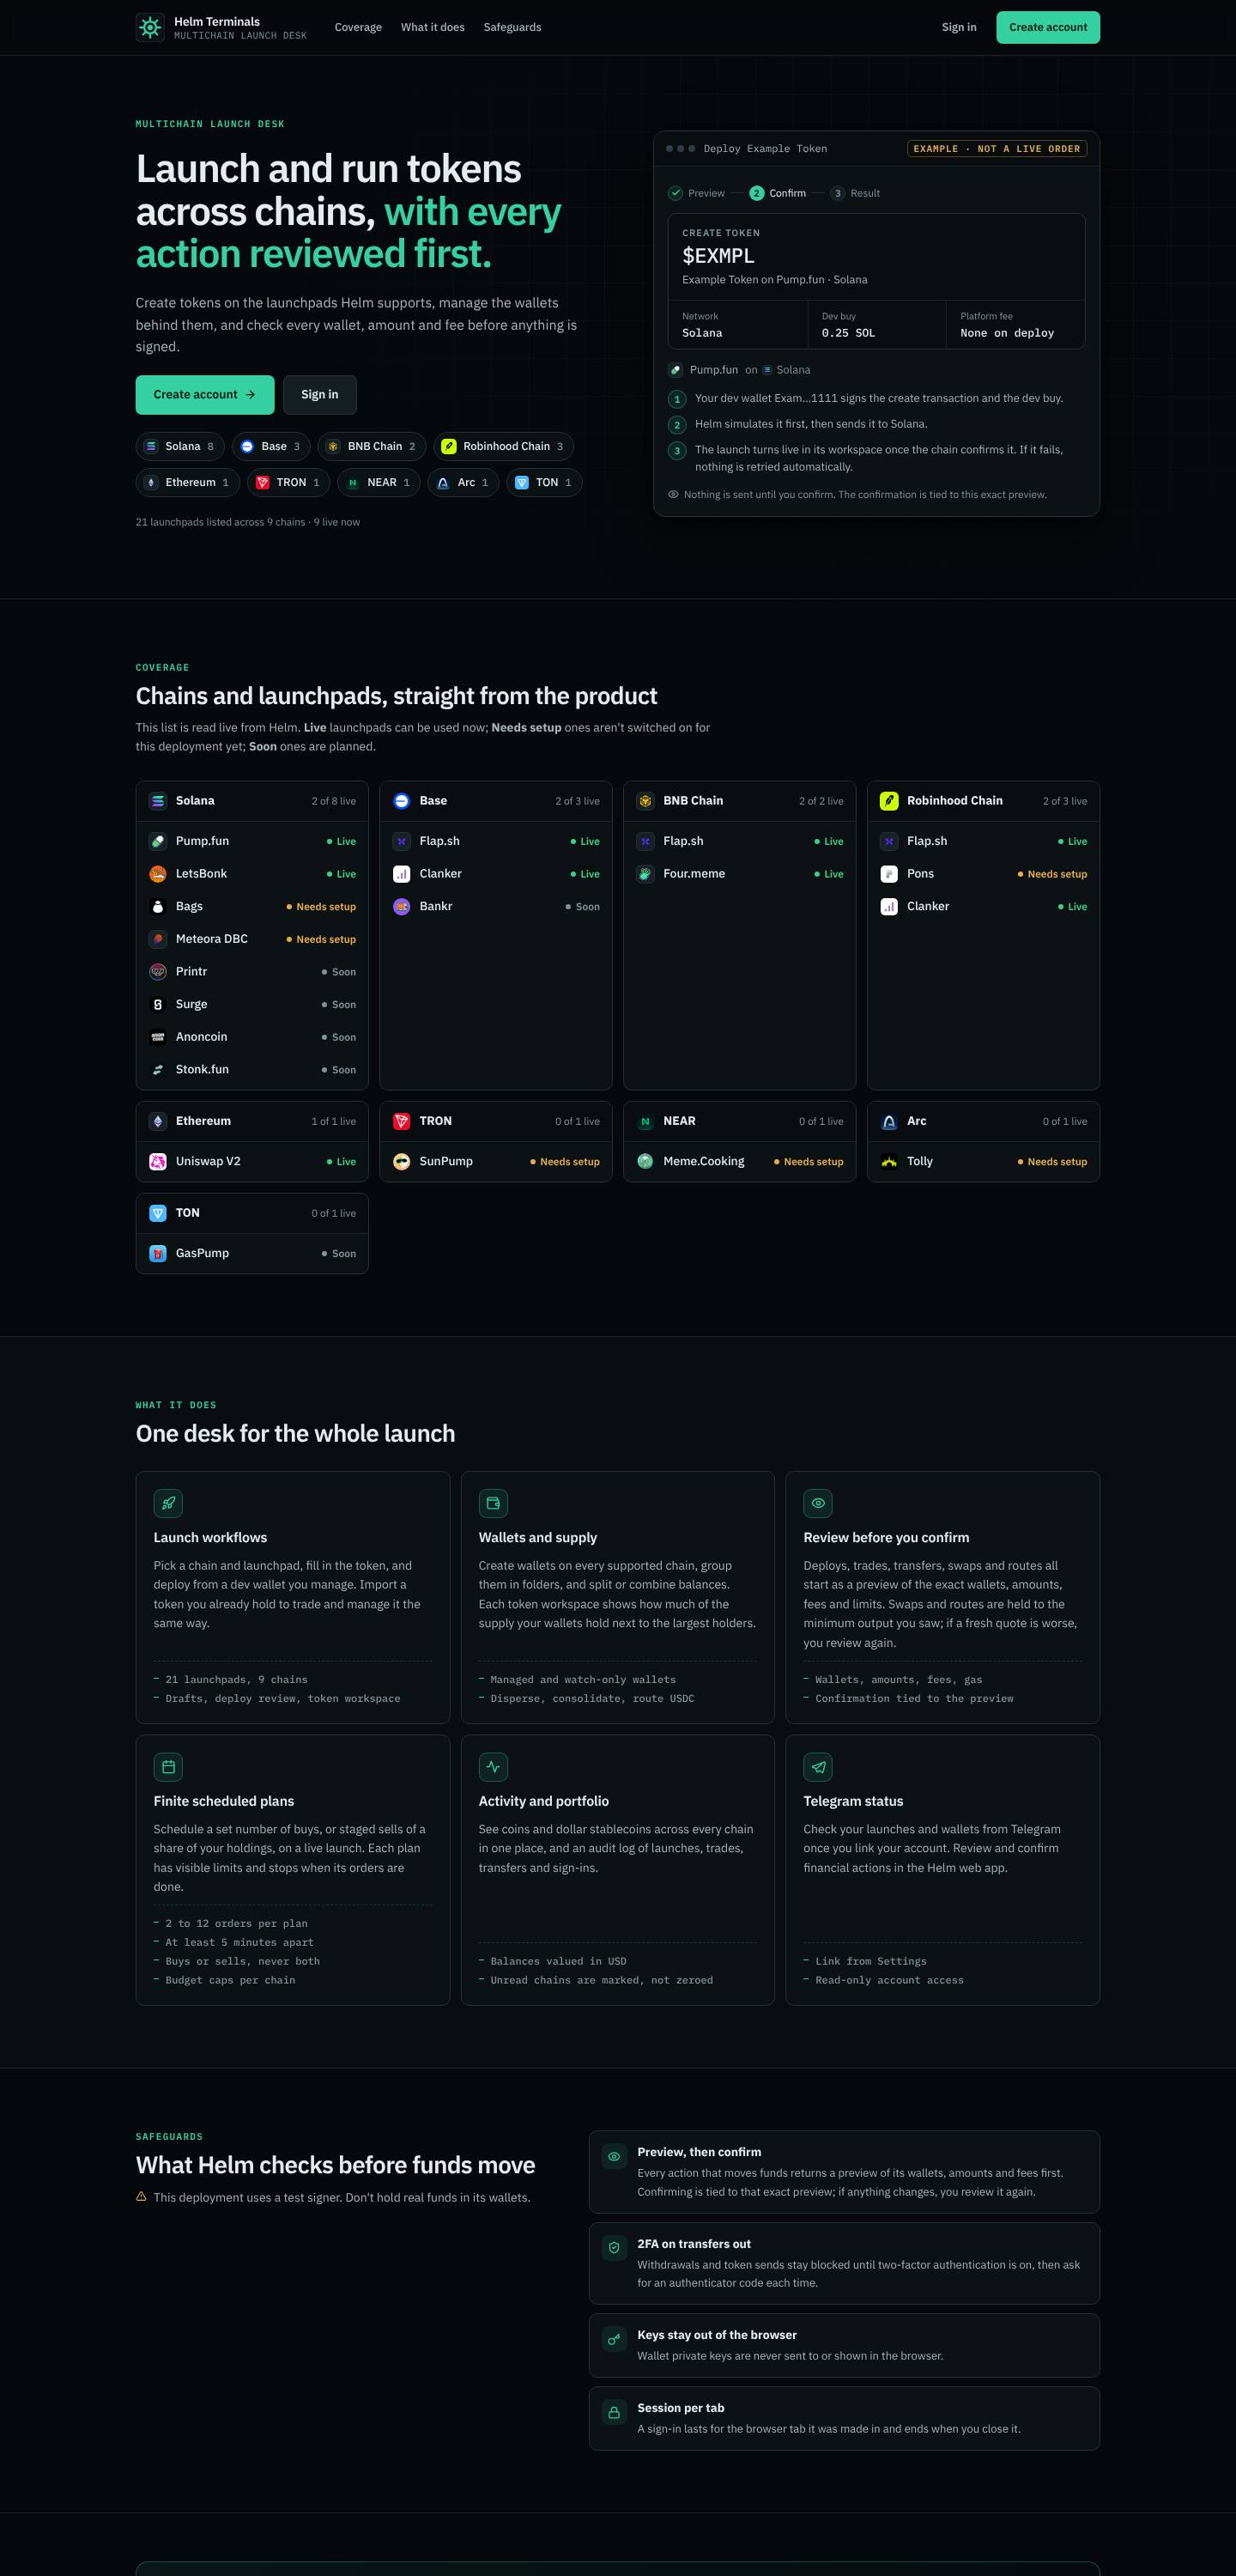 Helm Terminals
MULTICHAIN LAUNCH DESK
Coverage
What it does
Safeguards
Sign in
Create account
MULTICHAIN LAUNCH DESK
Launch and run tokens
across chains, with every
action reviewed first.
Create tokens on the launchpads Helm supports, manage the wallets
behind them, and check every wallet, amount and fee before anything is
signed.
Create account →
Sign in
Solana 8
Base 3
BNB Chain 2
Robinhood Chain 3
Ethereum 1
TRON 1
NEAR 1
Arc 1
TON 1
21 launchpads listed across 9 chains · 9 live now
Deploy Example Token
EXAMPLE · NOT A LIVE ORDER
Preview
2 Confirm
3 Result
CREATE TOKEN
$EXMPL
Example Token on Pump.fun · Solana
Network
Solana
Dev buy
0.25 SOL
Platform fee
None on deploy
Pump.fun on Solana
1 Your dev wallet Exam…1111 signs the create transaction and the dev buy.
2 Helm simulates it first, then sends it to Solana.
3 The launch turns live in its workspace once the chain confirms it. If it fails,
nothing is retried automatically.
Nothing is sent until you confirm. The confirmation is tied to this exact preview.
COVERAGE
Chains and launchpads, straight from the product
This list is read live from Helm. Live launchpads can be used now; Needs setup ones aren't switched on for
this deployment yet; Soon ones are planned.
Solana 2 of 8 live
Pump.fun Live
LetsBonk Live
Bags Needs setup
Meteora DBC Needs setup
Printr Soon
Surge Soon
Anoncoin Soon
Stonk.fun Soon
Base 2 of 3 live
Flap.sh Live
Clanker Live
Bankr Soon
BNB Chain 2 of 2 live
Flap.sh Live
Four.meme Live
Robinhood Chain 2 of 3 live
Flap.sh Live
Pons Needs setup
Clanker Live
Ethereum 1 of 1 live
Uniswap V2 Live
TRON 0 of 1 live
SunPump Needs setup
NEAR 0 of 1 live
Meme.Cooking Needs setup
Arc 0 of 1 live
Tolly Needs setup
TON 0 of 1 live
GasPump Soon
WHAT IT DOES
One desk for the whole launch
Launch workflows
Pick a chain and launchpad, fill in the token, and
deploy from a dev wallet you manage. Import a
token you already hold to trade and manage it the
same way.
– 21 launchpads, 9 chains
– Drafts, deploy review, token workspace
Wallets and supply
Create wallets on every supported chain, group
them in folders, and split or combine balances.
Each token workspace shows how much of the
supply your wallets hold next to the largest holders.
– Managed and watch-only wallets
– Disperse, consolidate, route USDC
Review before you confirm
Deploys, trades, transfers, swaps and routes all
start as a preview of the exact wallets, amounts,
fees and limits. Swaps and routes are held to the
minimum output you saw; if a fresh quote is worse,
you review again.
– Wallets, amounts, fees, gas
– Confirmation tied to the preview
Finite scheduled plans
Schedule a set number of buys, or staged sells of a
share of your holdings, on a live launch. Each plan
has visible limits and stops when its orders are
done.
– 2 to 12 orders per plan
– At least 5 minutes apart
– Buys or sells, never both
– Budget caps per chain
Activity and portfolio
See coins and dollar stablecoins across every chain
in one place, and an audit log of launches, trades,
transfers and sign-ins.
– Balances valued in USD
– Unread chains are marked, not zeroed
Telegram status
Check your launches and wallets from Telegram
once you link your account. Review and confirm
financial actions in the Helm web app.
– Link from Settings
– Read-only account access
SAFEGUARDS
What Helm checks before funds move
This deployment uses a test signer. Don't hold real funds in its wallets.
Preview, then confirm
Every action that moves funds returns a preview of its wallets, amounts and fees first.
Confirming is tied to that exact preview; if anything changes, you review it again.
2FA on transfers out
Withdrawals and token sends stay blocked until two-factor authentication is on, then ask
for an authenticator code each time.
Keys stay out of the browser
Wallet private keys are never sent to or shown in the browser.
Session per tab
A sign-in lasts for the browser tab it was made in and ends when you close it.